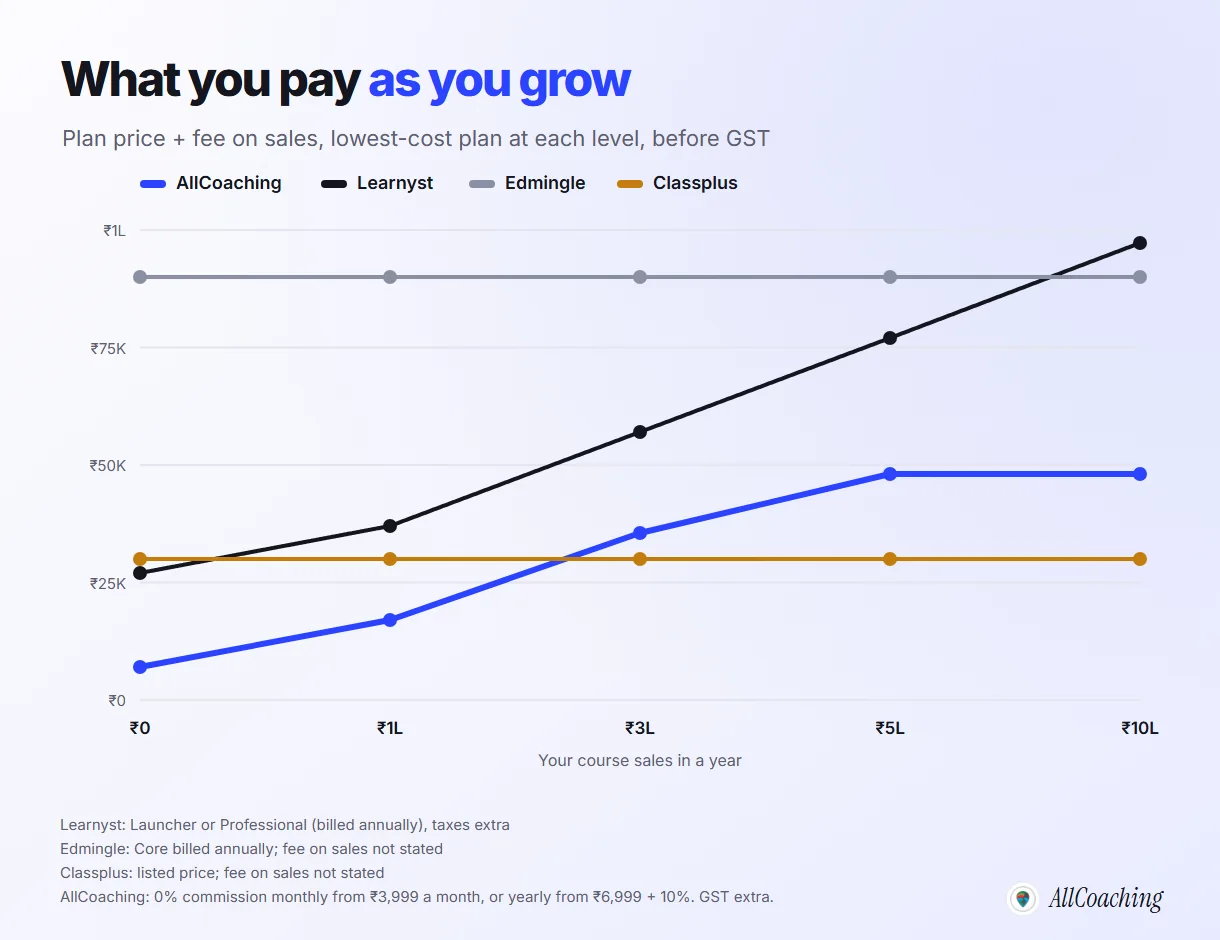 What you pay as you grow
Plan price + fee on sales, lowest-cost plan at each level, before GST
AllCoaching Learnyst Edmingle Classplus
₹1L
₹75K
₹50K
₹25K
₹0
₹0 ₹1L ₹3L ₹5L ₹10L
Your course sales in a year
Learnyst: Launcher or Professional (billed annually), taxes extra
Edmingle: Core billed annually; fee on sales not stated
Classplus: listed price; fee on sales not stated
AllCoaching: 0% commission monthly from ₹3,999 a month, or yearly from ₹6,999 + 10%. GST extra.
AllCoaching